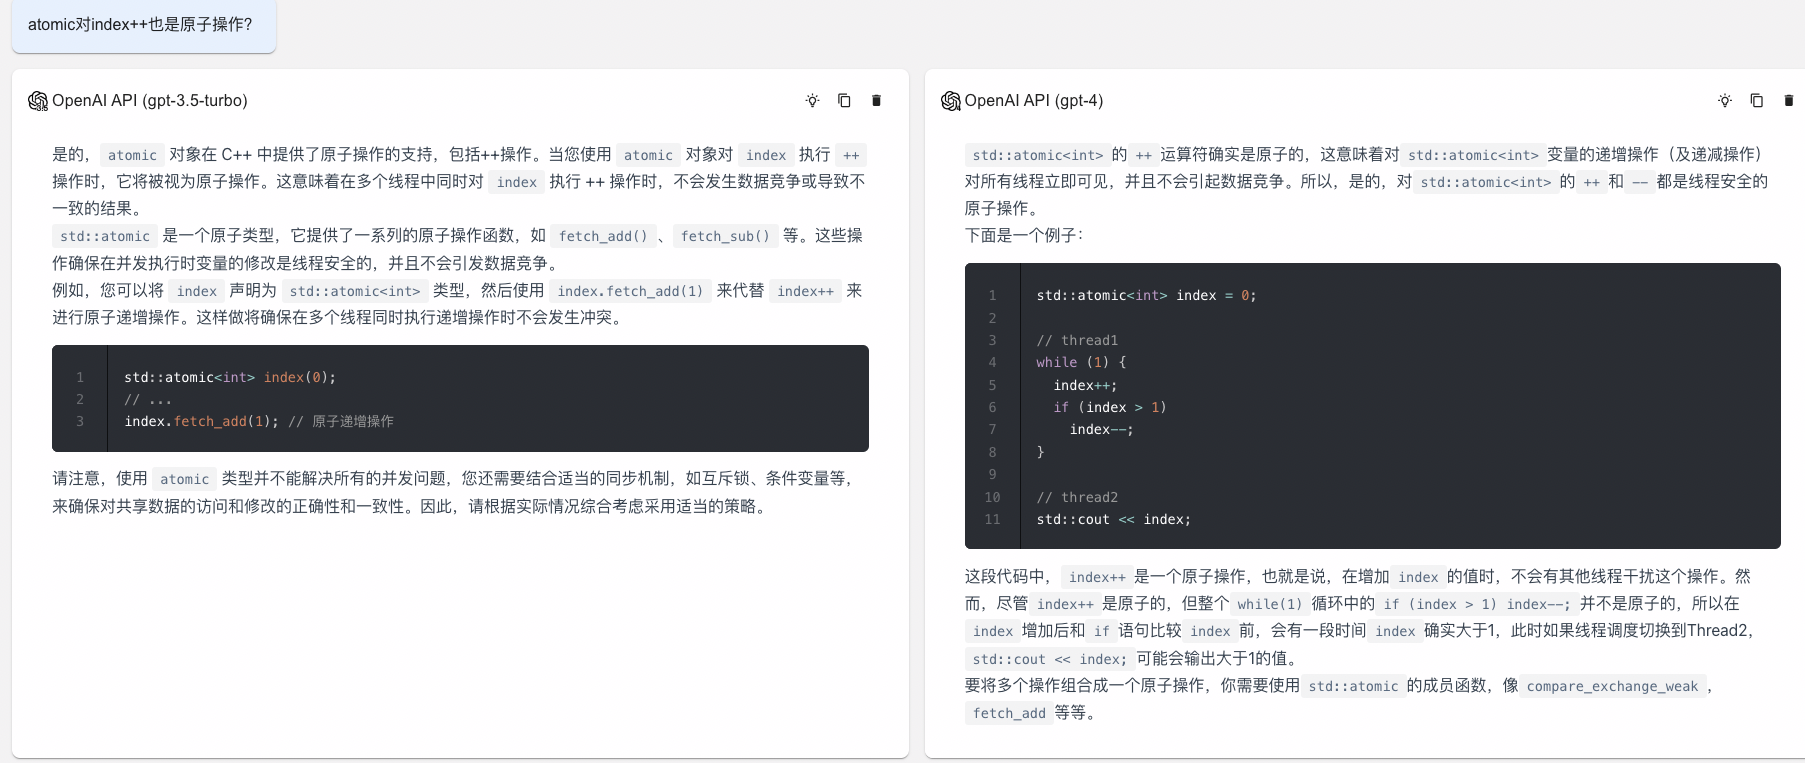 atomic对index++也是原子操作?
OpenAI API (gpt-3.5-turbo)
是的，atomic 对象在 C++ 中提供了原子操作的支持，包括++操作。当您使用 atomic 对象对 index 执行 ++
操作时，它将被视为原子操作。这意味着在多个线程中同时对 index 执行 ++ 操作时，不会发生数据竞争或导致不
一致的结果。
std::atomic 是一个原子类型，它提供了一系列的原子操作函数，如 fetch_add() 、 fetch_sub() 等。这些操
作确保在并发执行时变量的修改是线程安全的，并且不会引发数据竞争。
例如，您可以将 index 声明为 std::atomic<int> 类型，然后使用 index.fetch_add(1) 来代替 index++ 来
进行原子递增操作。这样做将确保在多个线程同时执行递增操作时不会发生冲突。
1 std::atomic<int> index(0);
2 // ...
3 index.fetch_add(1); // 原子递增操作
请注意，使用 atomic 类型并不能解决所有的并发问题，您还需要结合适当的同步机制，如互斥锁、条件变量等，
来确保对共享数据的访问和修改的正确性和一致性。因此，请根据实际情况综合考虑采用适当的策略。
OpenAI API (gpt-4)
std::atomic<int> 的 ++ 运算符确实是原子的，这意味着对 std::atomic<int> 变量的递增操作（及递减操作）
对所有线程立即可见，并且不会引起数据竞争。所以，是的，对 std::atomic<int> 的 ++ 和 -- 都是线程安全的
原子操作。
下面是一个例子：
1 std::atomic<int> index = 0;
2
3 // thread1
4 while (1) {
5   index++;
6   if (index > 1)
7     index--;
8 }
9
10 // thread2
11 std::cout << index;
这段代码中， index++ 是一个原子操作，也就是说，在增加 index 的值时，不会有其他线程干扰这个操作。然
而，尽管 index++ 是原子的，但整个 while(1) 循环中的 if (index > 1) index--; 并不是原子的，所以在
index 增加后和 if 语句比较 index 前，会有一段时间 index 确实大于1，此时如果线程调度切换到Thread2，
std::cout << index; 可能会输出大于1的值。
要将多个操作组合成一个原子操作，你需要使用 std::atomic 的成员函数，像 compare_exchange_weak ，
fetch_add 等等。